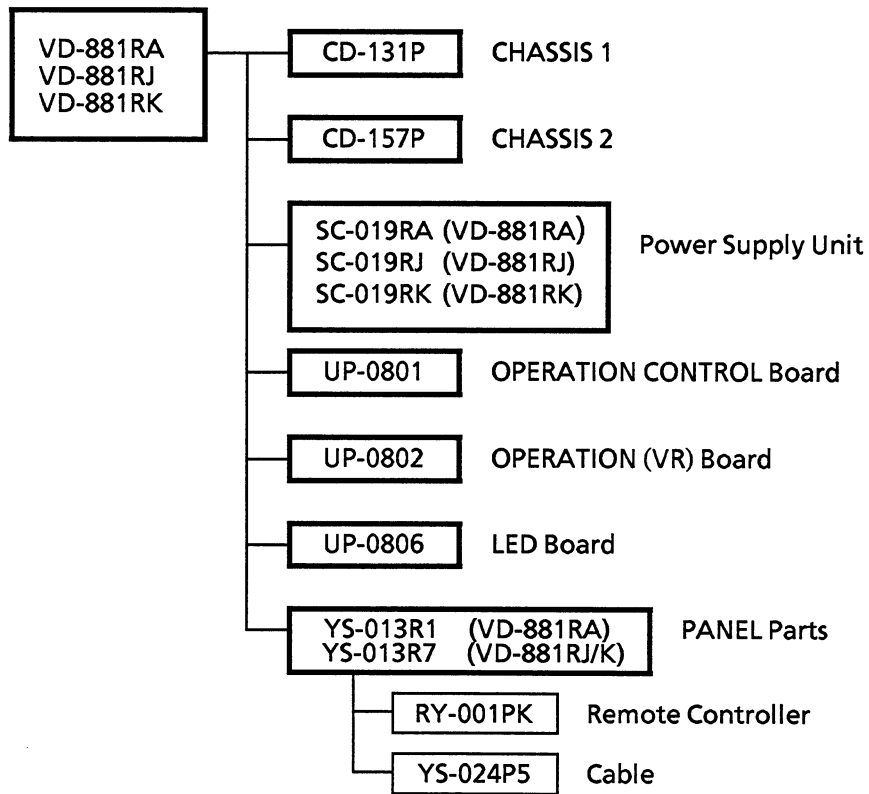 VD-881RA
VD-881RJ
VD-881RK
CD-131P CHASSIS 1
CD-157P CHASSIS 2
SC-019RA (VD-881RA)
SC-019RJ (VD-881RJ)
SC-019RK (VD-881RK)
Power Supply Unit
UP-0801 OPERATION CONTROL Board
UP-0802 OPERATION (VR) Board
UP-0806 LED Board
YS-013R1 (VD-881RA)
YS-013R7 (VD-881RJ/K)
PANEL Parts
RY-001PK Remote Controller
YS-024P5 Cable